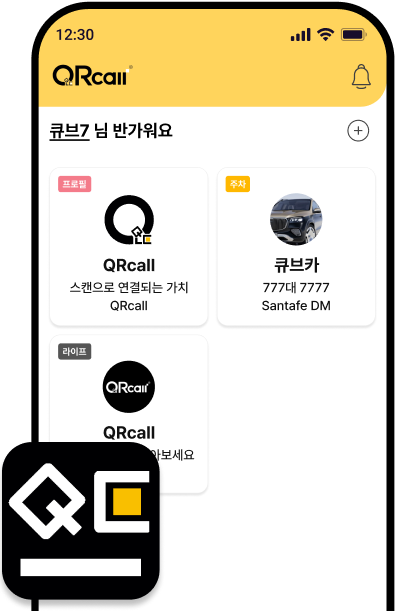 12:30
QRcall
큐브7 님 반가워요
프로필
QRcall
스캔으로 연결되는 가치
QRcall
주차
큐브카
777대 7777
Santafe DM
라이프
QRcall
QRcall
아보세요
QC